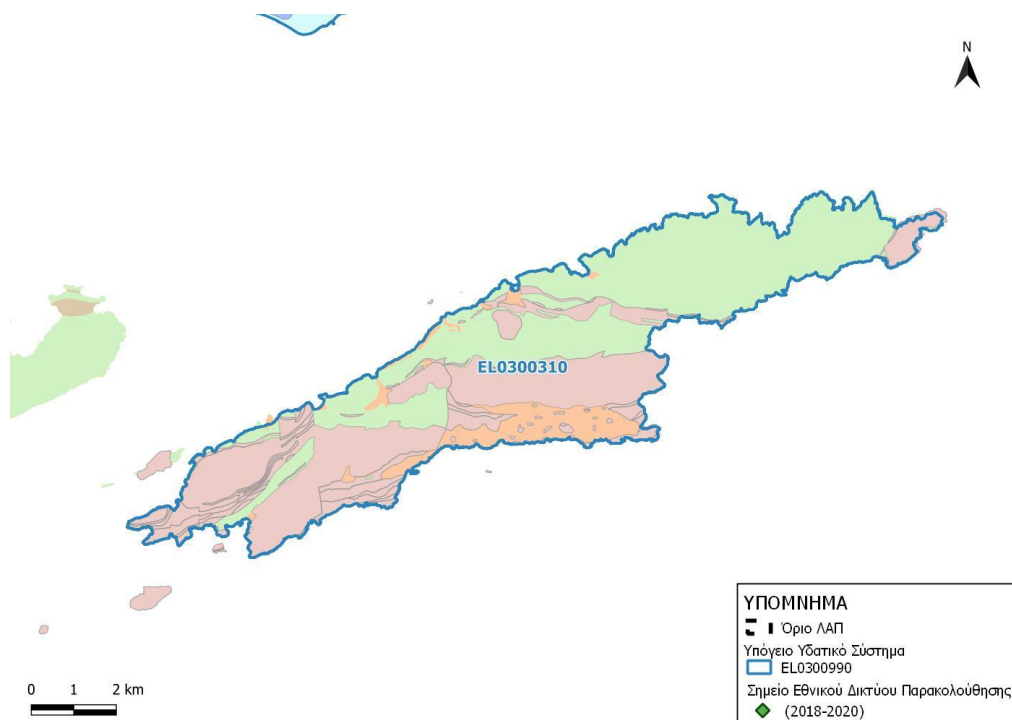 N
EL0300310
ΥΠΟΜΝΗΜΑ
Όριο ΛΑΠ
Υπόγειο Υδατικό Σύστημα
EL0300990
Σημείο Εθνικού Δικτύου Παρακολούθησης
(2018-2020)
0 1 2 km